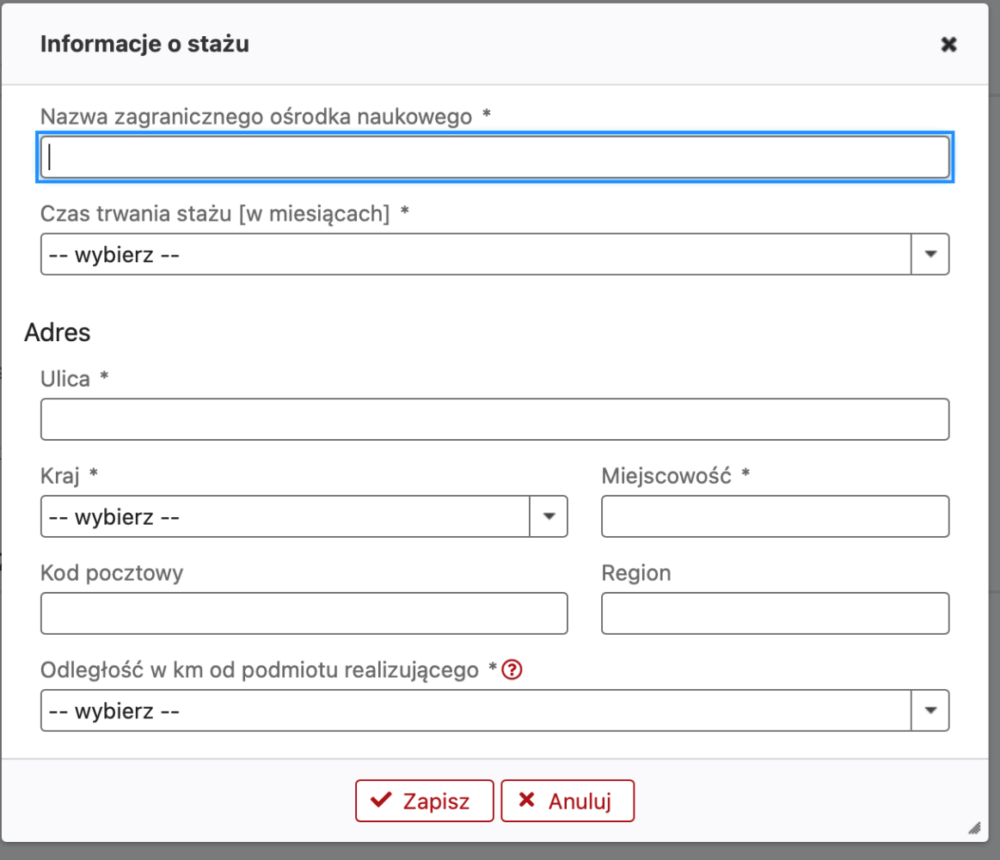 Informacje o stażu
Nazwa zagranicznego ośrodka naukowego *
Czas trwania stażu [w miesiącach] *
-- wybierz --
Adres
Ulica *
Kraj * Miejscowość *
-- wybierz --
Kod pocztowy Region
Odległość w km od podmiotu realizującego * ?
-- wybierz --
Zapisz Anuluj